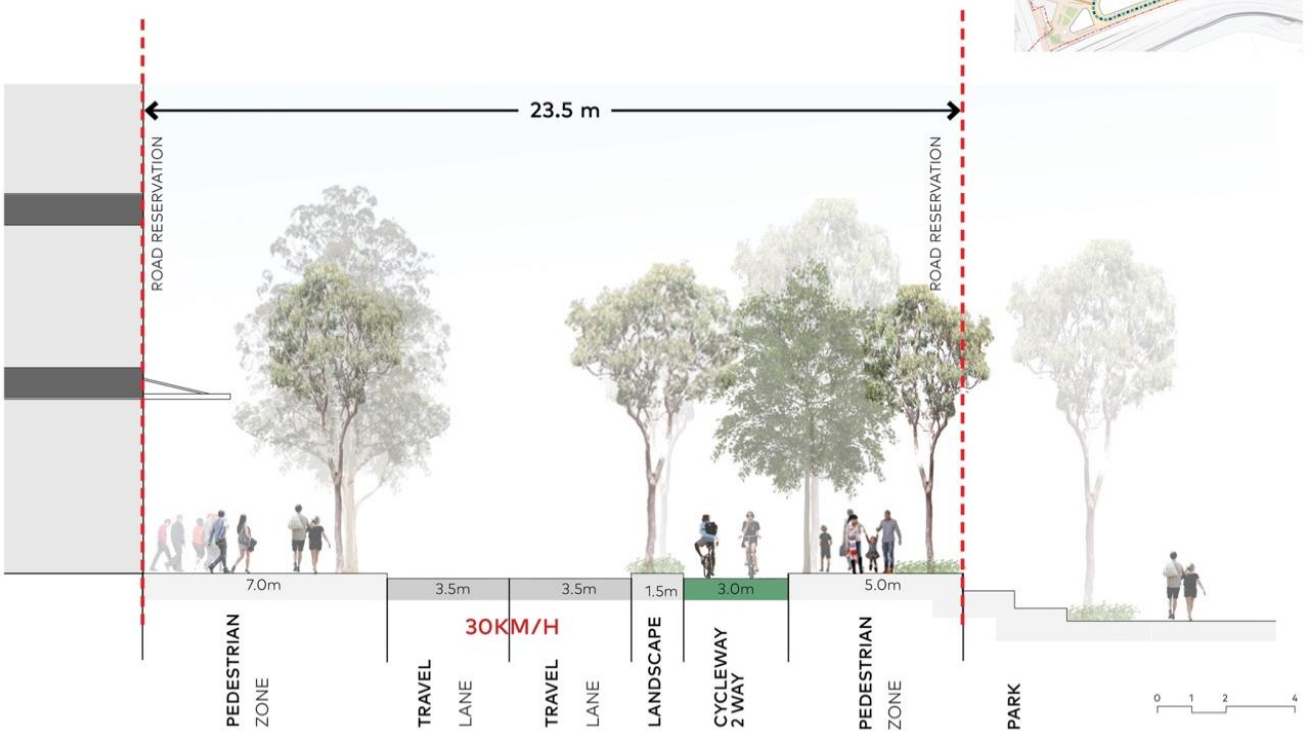 23.5 m
ROAD RESERVATION
ROAD RESERVATION
7.0m
3.5m
3.5m
1.5m
3.0m
5.0m
30KM/H
PEDESTRIAN
ZONE
TRAVEL
LANE
TRAVEL
LANE
LANDSCAPE
CYCLEWAY
2 WAY
PEDESTRIAN
ZONE
PARK
0 1 2 4